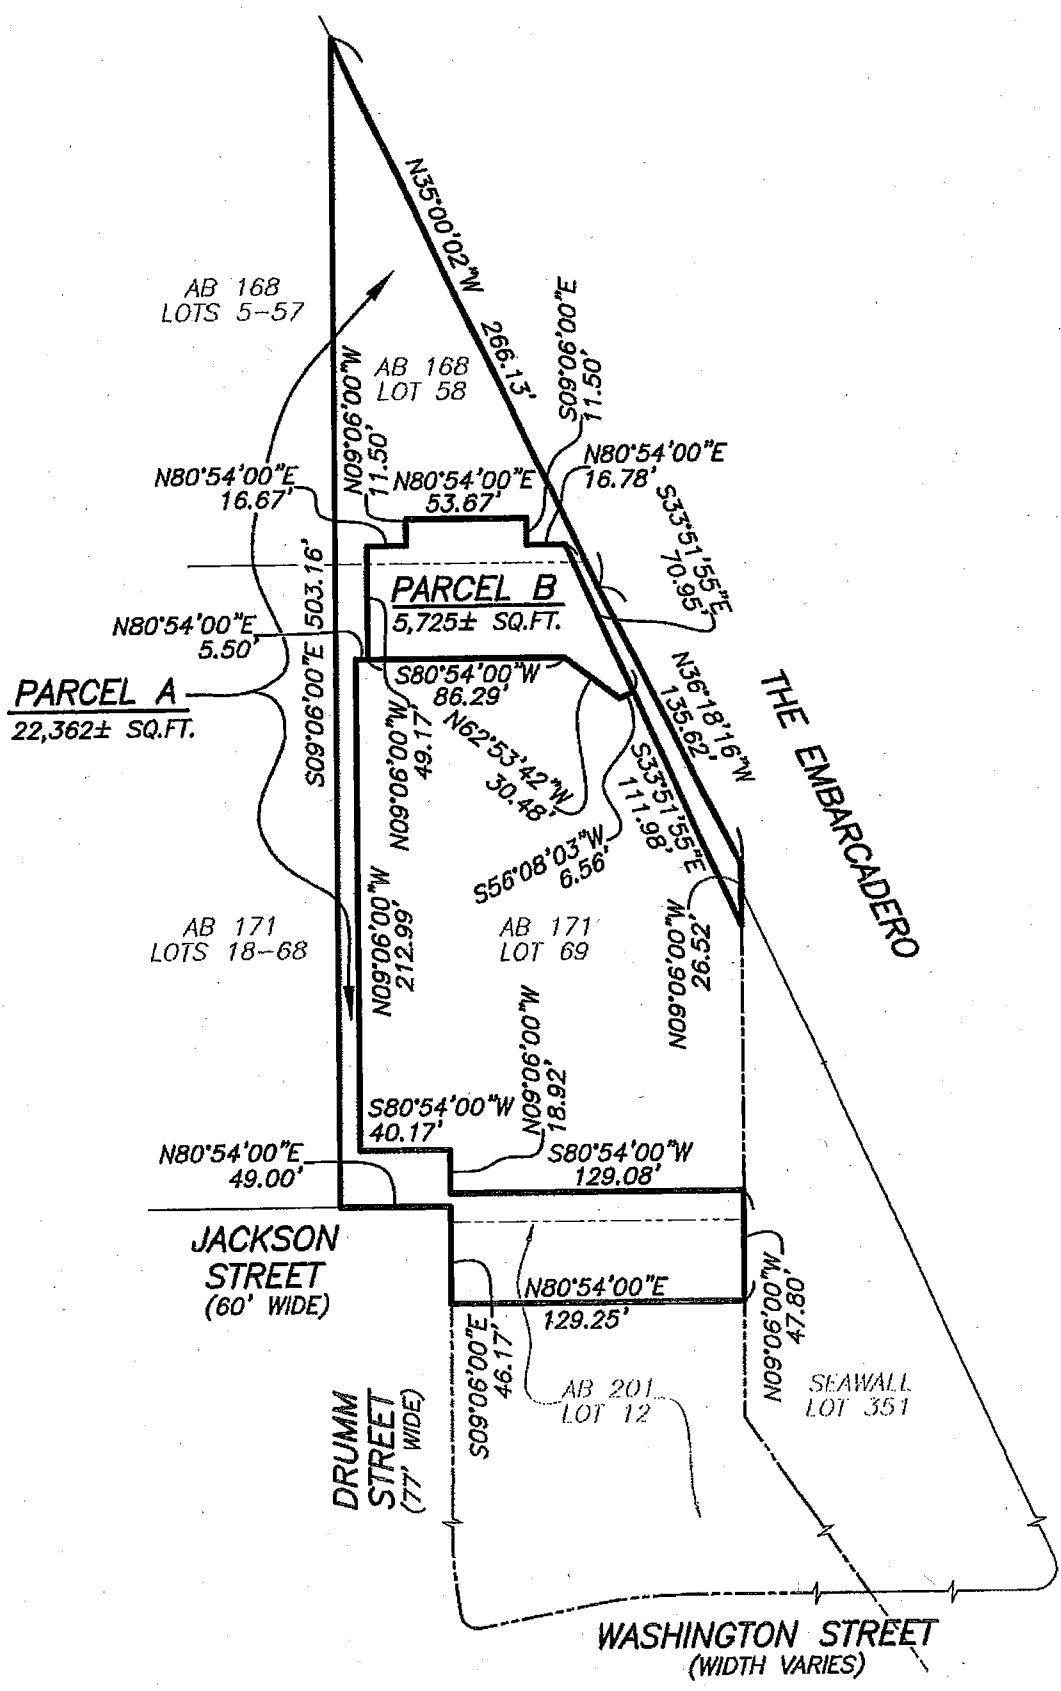 N35°00'02"W
266.13'
AB 168
LOTS 5-57
AB 168
LOT 58
N09°06'00"W
11.50'
S09°06'00"E
11.50'
N80°54'00"E
16.67'
N80°54'00"E
53.67'
N80°54'00"E
16.78'
S33°51'55"E
70.95'
PARCEL B
5,725± SQ.FT.
S09°06'00"E 503.16'
N80°54'00"E
5.50'
S80°54'00"W
86.29'
PARCEL A
22,362± SQ.FT.
N09°06'00"W
49.17'
N62°53'42"W
30.48'
N36°18'16"W
135.62'
THE EMBARCADERO
S33°51'55"E
111.98'
S56°08'03"W
6.56'
N09°06'00"W
212.99'
AB 171
LOTS 18-68
AB 171
LOT 69
N09°06'00"W
26.52'
N09°06'00"W
18.92'
S80°54'00"W
40.17'
N80°54'00"E
49.00'
S80°54'00"W
129.08'
JACKSON
STREET
(60' WIDE)
N80°54'00"E
129.25'
S09°06'00"E
46.17'
N09°06'00"W
47.80'
AB 201
LOT 12
SEAWALL
LOT 351
DRUMM
STREET
(77' WIDE)
WASHINGTON STREET
(WIDTH VARIES)